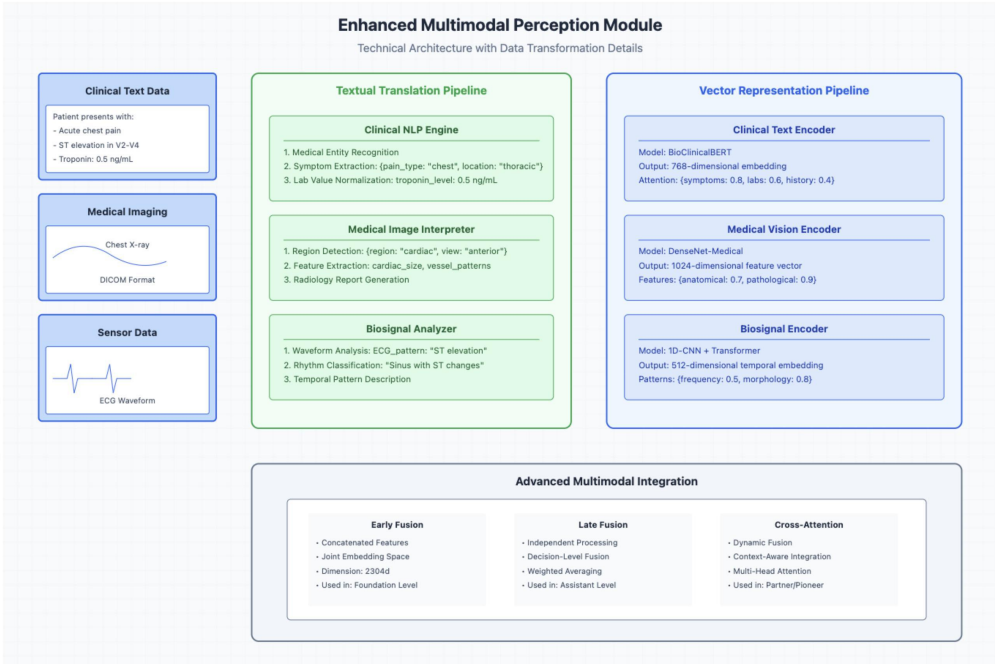 Enhanced Multimodal Perception Module
Technical Architecture with Data Transformation Details
Clinical Text Data
Patient presents with:
- Acute chest pain
- ST elevation in V2-V4
- Troponin: 0.5 ng/mL
Medical Imaging
Chest X-ray
DICOM Format
Sensor Data
ECG Waveform
Textual Translation Pipeline
Clinical NLP Engine
1. Medical Entity Recognition
2. Symptom Extraction: {pain_type: "chest", location: "thoracic"}
3. Lab Value Normalization: troponin_level: 0.5 ng/mL
Medical Image Interpreter
1. Region Detection: {region: "cardiac", view: "anterior"}
2. Feature Extraction: cardiac_size, vessel_patterns
3. Radiology Report Generation
Biosignal Analyzer
1. Waveform Analysis: ECG_pattern: "ST elevation"
2. Rhythm Classification: "Sinus with ST changes"
3. Temporal Pattern Description
Vector Representation Pipeline
Clinical Text Encoder
Model: BioClinicalBERT
Output: 768-dimensional embedding
Attention: {symptoms: 0.8, labs: 0.6, history: 0.4}
Medical Vision Encoder
Model: DenseNet-Medical
Output: 1024-dimensional feature vector
Features: {anatomical: 0.7, pathological: 0.9}
Biosignal Encoder
Model: 1D-CNN + Transformer
Output: 512-dimensional temporal embedding
Patterns: {frequency: 0.5, morphology: 0.8}
Advanced Multimodal Integration
Early Fusion
• Concatenated Features
• Joint Embedding Space
• Dimension: 2304d
• Used in: Foundation Level
Late Fusion
• Independent Processing
• Decision-Level Fusion
• Weighted Averaging
• Used in: Assistant Level
Cross-Attention
• Dynamic Fusion
• Context-Aware Integration
• Multi-Head Attention
• Used in: Partner/Pioneer